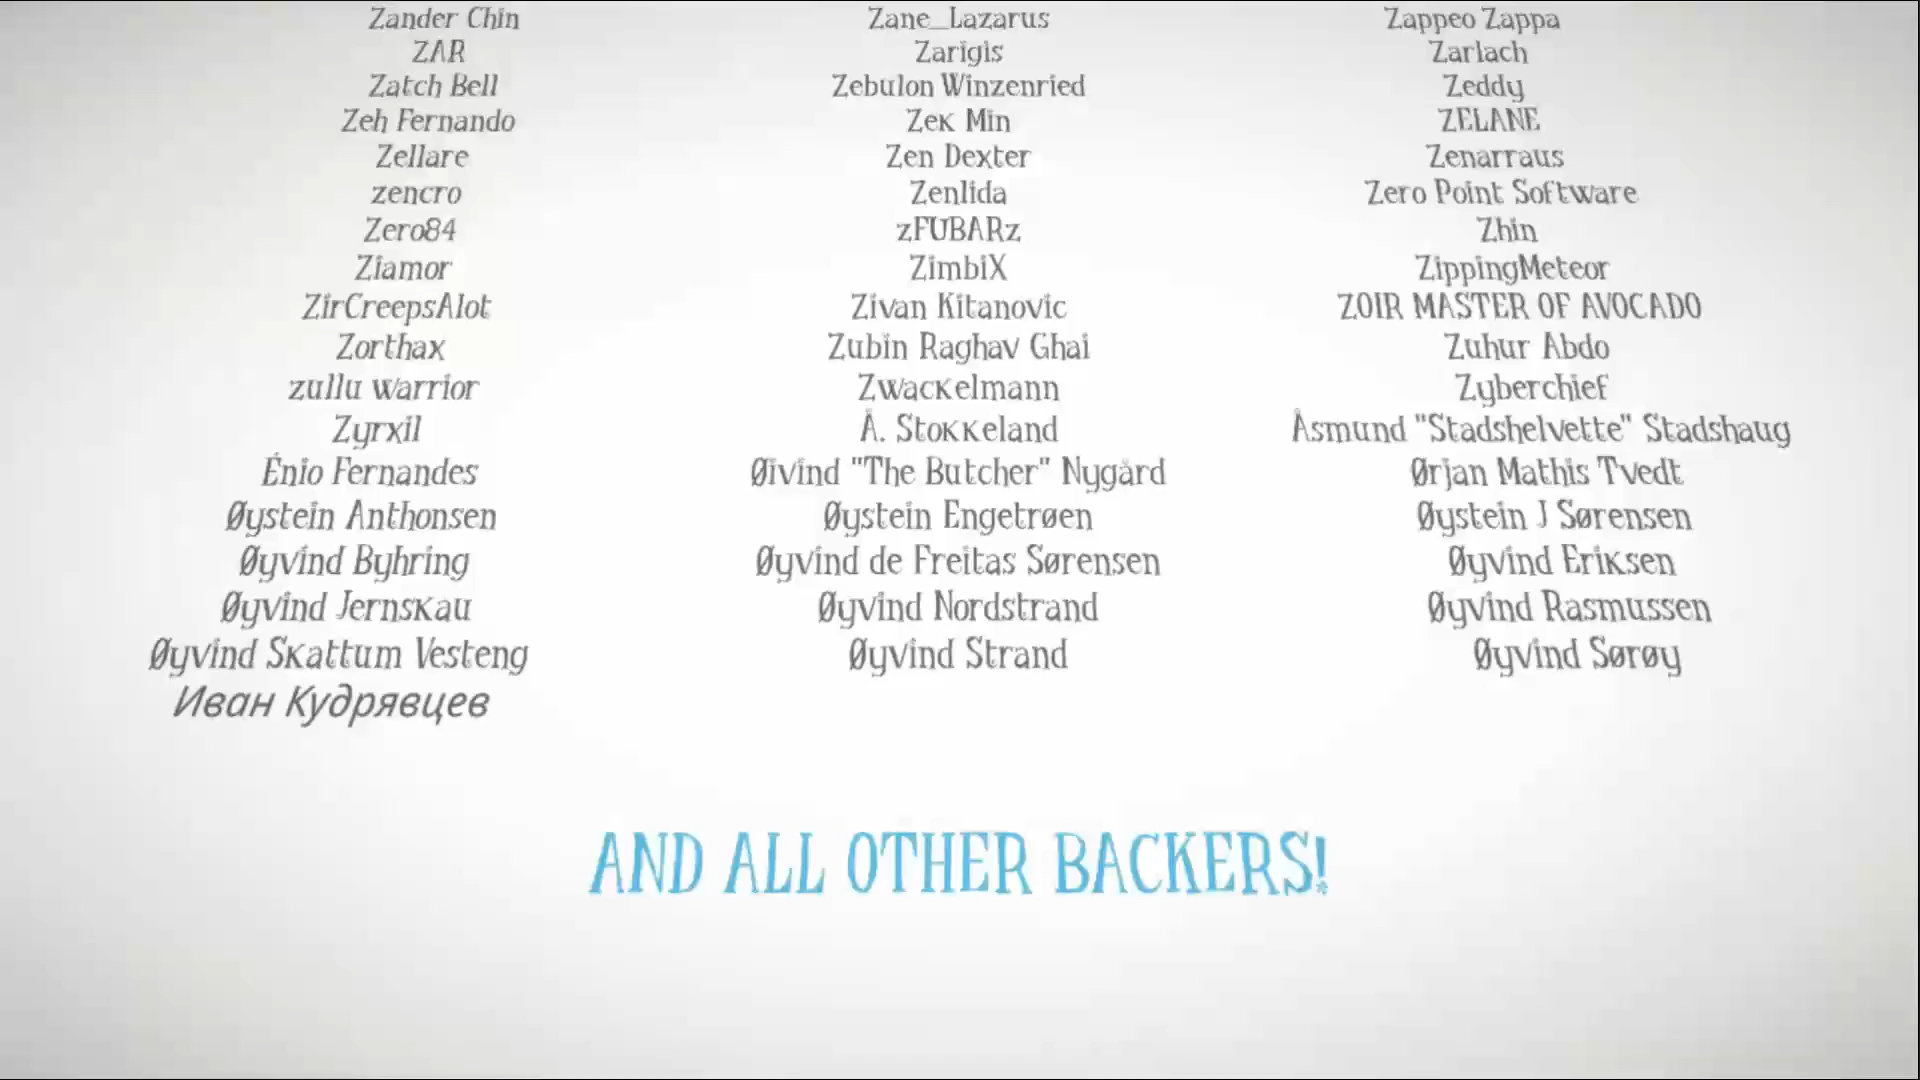 Zander Chin Zane_Lazarus Zappeo Zappa
ZAR Zarigis Zarlach
Zatch Bell Zebulon Winzenried Zeddy
Zeh Fernando Zek Min ZELANE
Zellare Zen Dexter Zenarraus
zencro Zenlida Zero Point Software
Zero84 zFUBARz Zhin
Ziamor ZimbiX ZippingMeteor
ZirCreepsAlot Zivan Kitanovic ZOIR MASTER OF AVOCADO
Zorthax Zubin Raghav Ghai Zuhur Abdo
zullu warrior Zwackelmann Zyberchief
Zyrxil Å. Stokkeland Åsmund "Stadshelvette" Stadshaug
Énio Fernandes Øivind "The Butcher" Nygård Ørjan Mathis Tvedt
Øystein Anthonsen Øystein Engetrøen Øystein J Sørensen
Øyvind Byhring Øyvind de Freitas Sørensen Øyvind Eriksen
Øyvind Jernskau Øyvind Nordstrand Øyvind Rasmussen
Øyvind Skattum Vesteng Øyvind Strand Øyvind Sørøy
Иван Кудрявцев
AND ALL OTHER BACKERS!